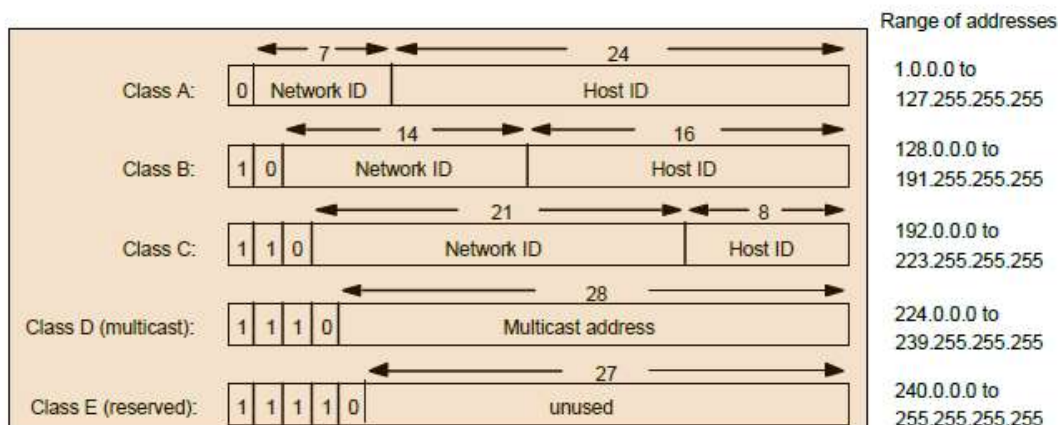 Range of addresses
7 24
Class A: 0 Network ID Host ID 1.0.0.0 to
127.255.255.255
14 16
Class B: 1 0 Network ID Host ID 128.0.0.0 to
191.255.255.255
21 8
Class C: 1 1 0 Network ID Host ID 192.0.0.0 to
223.255.255.255
28
Class D (multicast): 1 1 1 0 Multicast address 224.0.0.0 to
239.255.255.255
27
Class E (reserved): 1 1 1 1 0 unused 240.0.0.0 to
255.255.255.255